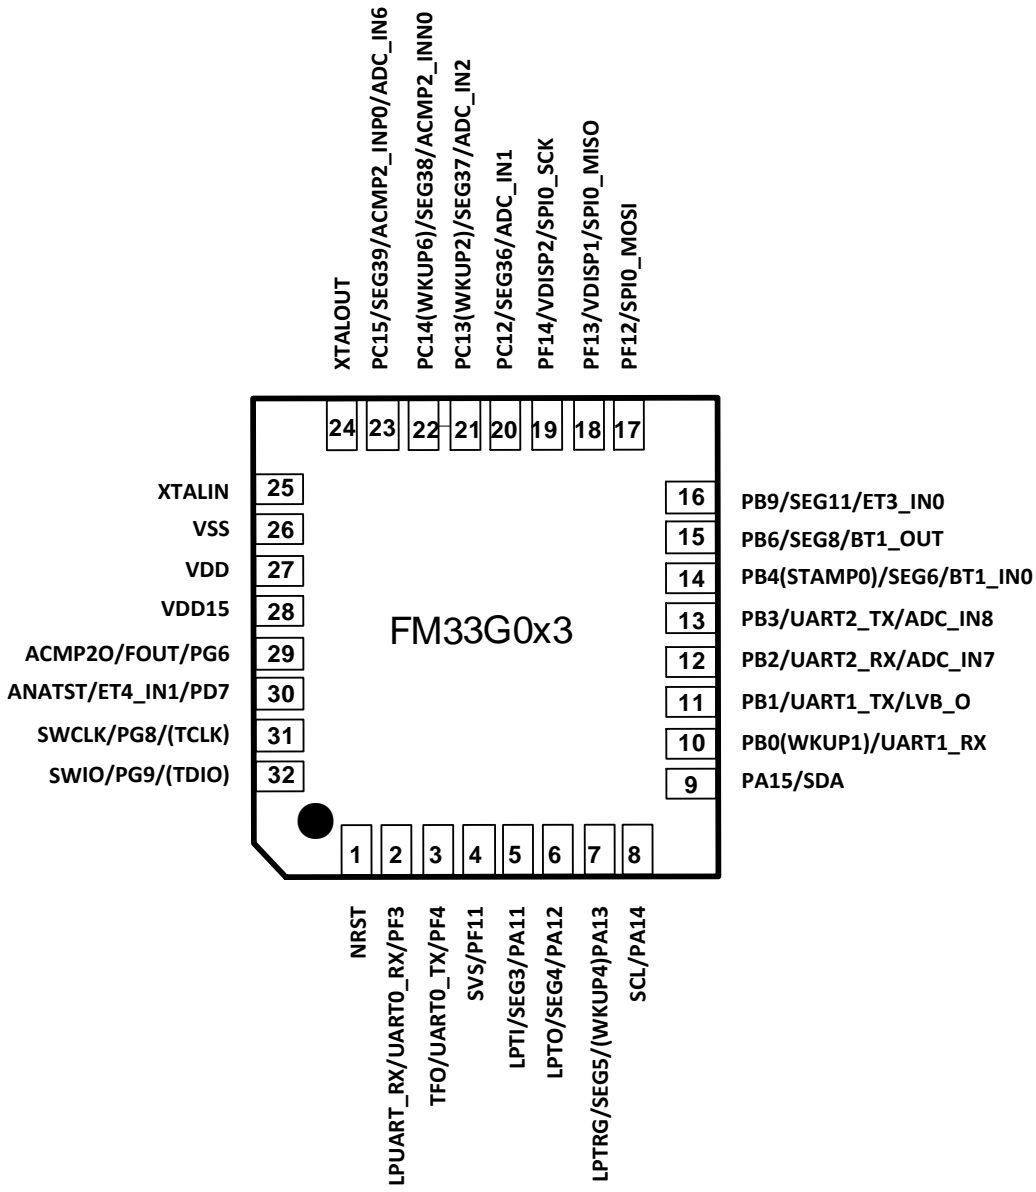 XTALOUT
PC15/SEG39/ACMP2_INP0/ADC_IN6
PC14(WKUP6)/SEG38/ACMP2_INN0
PC13(WKUP2)/SEG37/ADC_IN2
PC12/SEG36/ADC_IN1
PF14/VDISP2/SPI0_SCK
PF13/VDISP1/SPI0_MISO
PF12/SPI0_MOSI
24 23 22 21 20 19 18 17
XTALIN 25
VSS 26
VDD 27
VDD15 28
ACMP2O/FOUT/PG6 29
ANATST/ET4_IN1/PD7 30
SWCLK/PG8/(TCLK) 31
SWIO/PG9/(TDIO) 32
FM33G0x3
16 PB9/SEG11/ET3_IN0
15 PB6/SEG8/BT1_OUT
14 PB4(STAMP0)/SEG6/BT1_IN0
13 PB3/UART2_TX/ADC_IN8
12 PB2/UART2_RX/ADC_IN7
11 PB1/UART1_TX/LVB_O
10 PB0(WKUP1)/UART1_RX
9 PA15/SDA
1 2 3 4 5 6 7 8
NRST
LPUART_RX/UART0_RX/PF3
TFO/UART0_TX/PF4
SVS/PF11
LPTI/SEG3/PA11
LPTO/SEG4/PA12
LPTRG/SEG5/(WKUP4)PA13
SCL/PA14